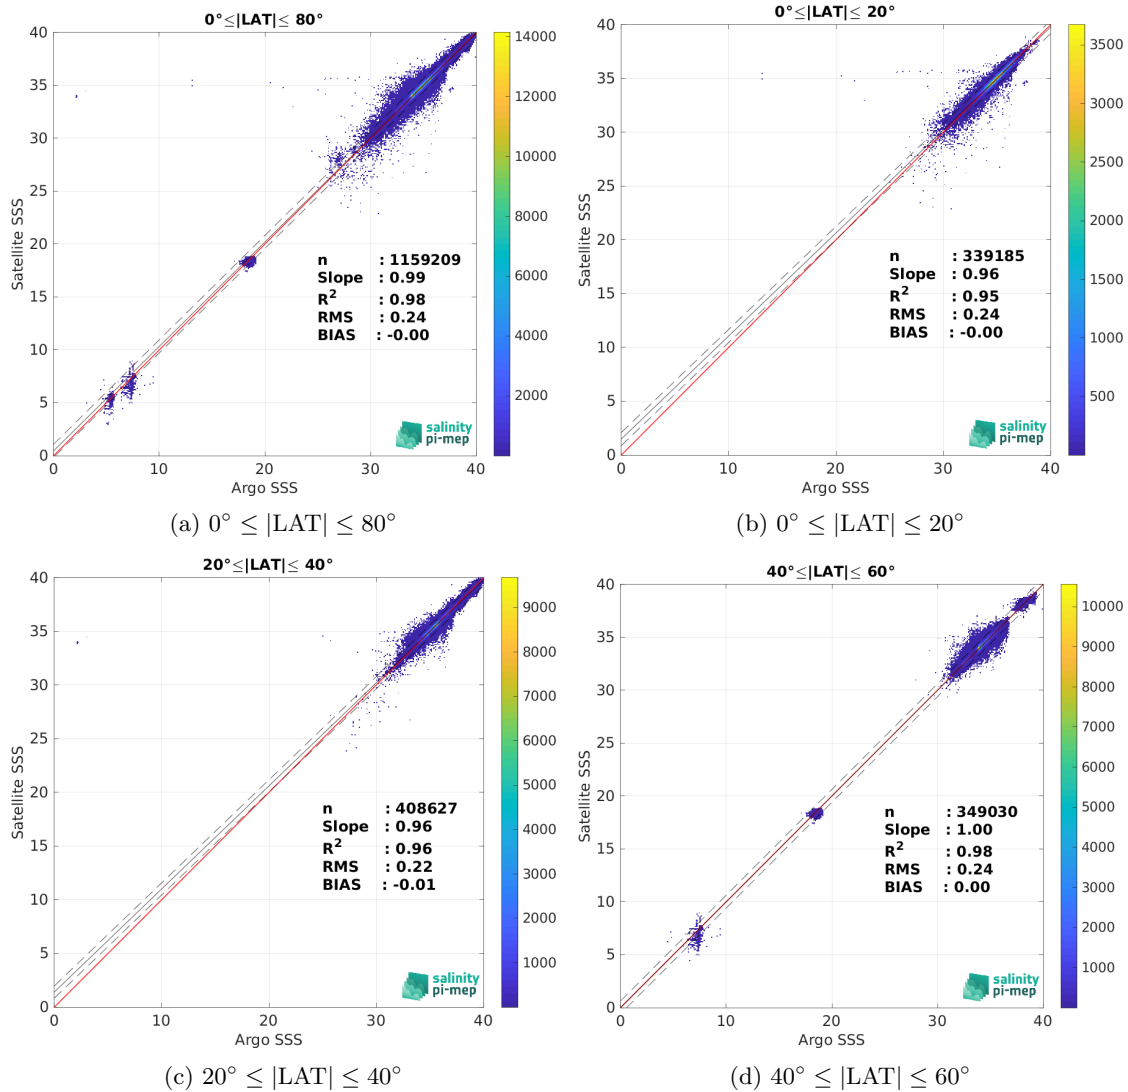 0°≤|LAT|≤ 80°
40
35
30
25
20
15
10
5
0
Satellite SSS
0
10
20
30
40
Argo SSS
n : 1159209
Slope : 0.99
R² : 0.98
RMS : 0.24
BIAS : -0.00
salinity
pi-mep
14000
12000
10000
8000
6000
4000
2000
(a) 0° ≤ |LAT| ≤ 80°
0°≤|LAT|≤ 20°
40
35
30
25
20
15
10
5
0
Satellite SSS
0
10
20
30
40
Argo SSS
n : 339185
Slope : 0.96
R² : 0.95
RMS : 0.24
BIAS : -0.00
salinity
pi-mep
3500
3000
2500
2000
1500
1000
500
(b) 0° ≤ |LAT| ≤ 20°
20°≤|LAT|≤ 40°
40
35
30
25
20
15
10
5
0
Satellite SSS
0
10
20
30
40
Argo SSS
n : 408627
Slope : 0.96
R² : 0.96
RMS : 0.22
BIAS : -0.01
salinity
pi-mep
9000
8000
7000
6000
5000
4000
3000
2000
1000
(c) 20° ≤ |LAT| ≤ 40°
40°≤|LAT|≤ 60°
40
35
30
25
20
15
10
5
0
Satellite SSS
0
10
20
30
40
Argo SSS
n : 349030
Slope : 1.00
R² : 0.98
RMS : 0.24
BIAS : 0.00
salinity
pi-mep
10000
9000
8000
7000
6000
5000
4000
3000
2000
1000
(d) 40° ≤ |LAT| ≤ 60°